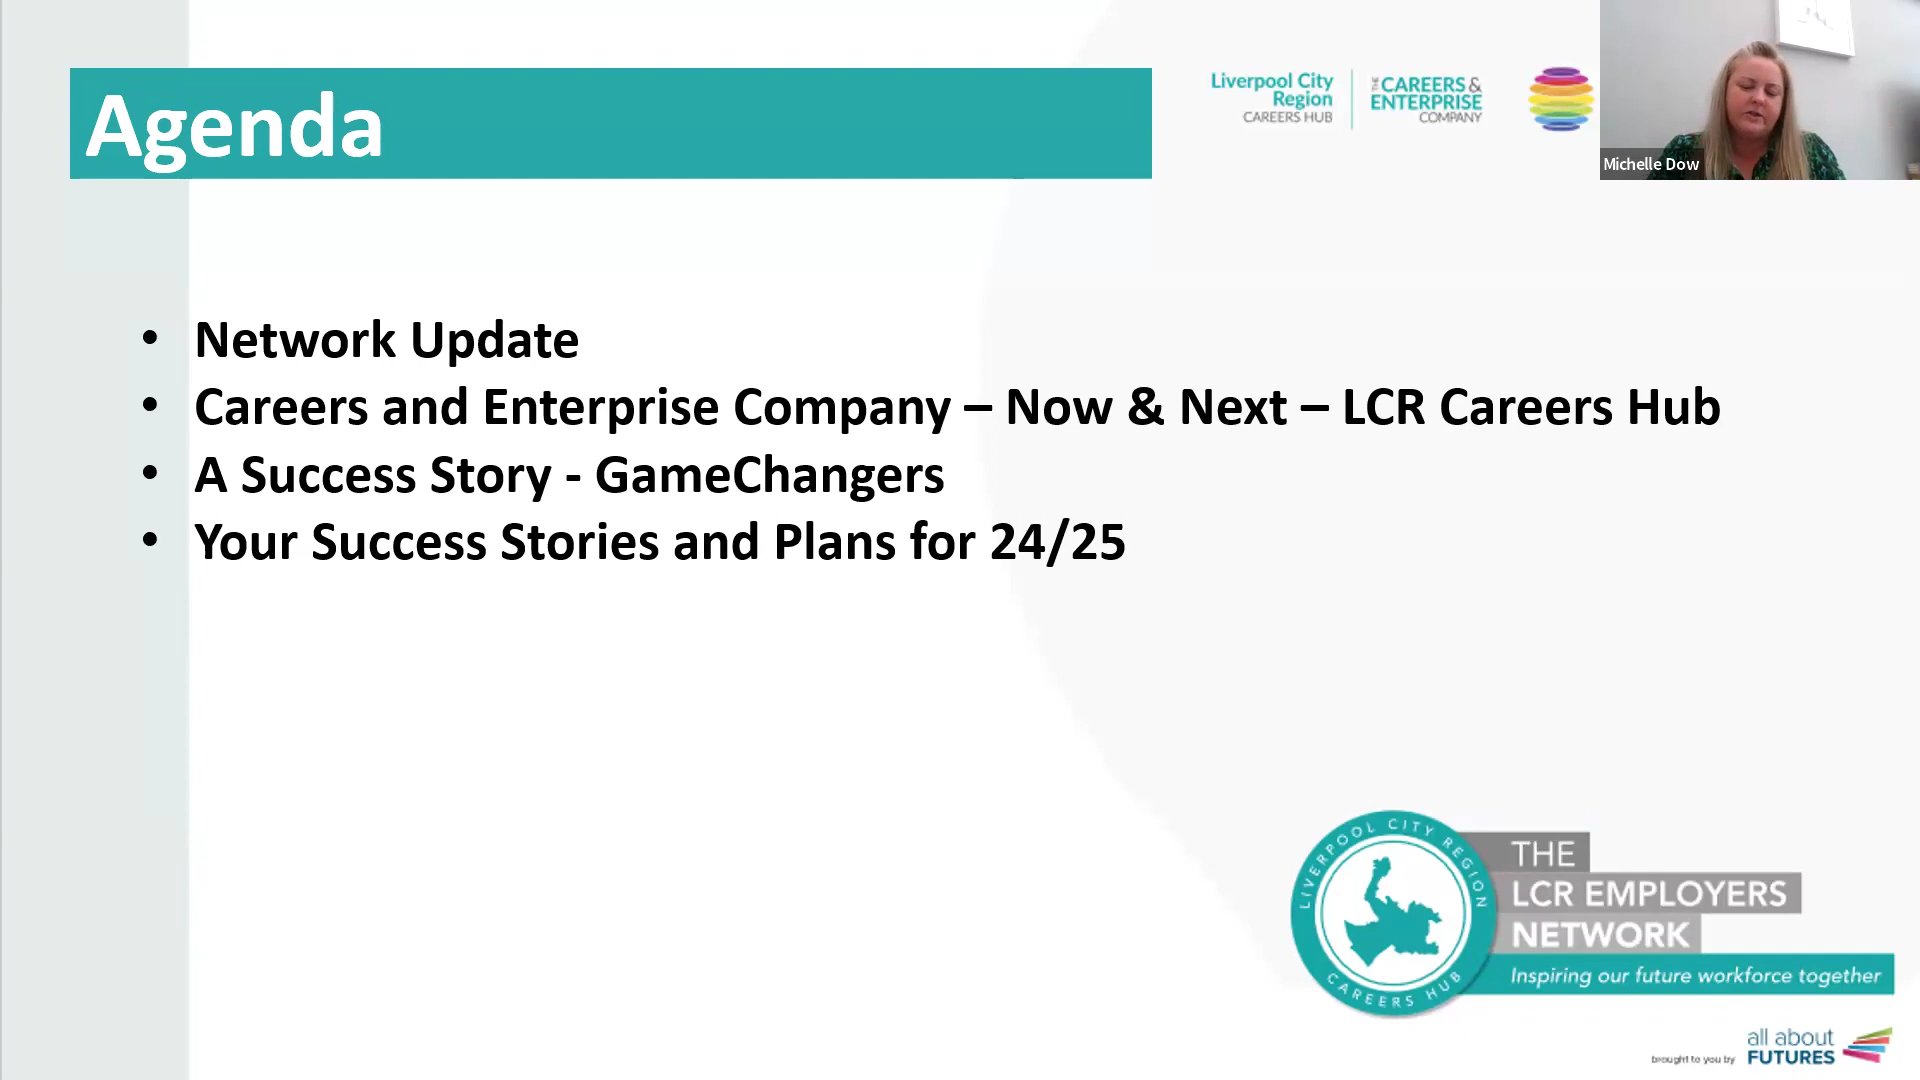 Agenda
Liverpool City
Region
CAREERS HUB
THE
CAREERS &
ENTERPRISE
COMPANY
Michelle Dow
• Network Update
• Careers and Enterprise Company – Now & Next – LCR Careers Hub
• A Success Story - GameChangers
• Your Success Stories and Plans for 24/25
LIVERPOOL CITY REGION
CAREERS HUB
THE
LCR EMPLOYERS
NETWORK
Inspiring our future workforce together
brought to you by
all about
FUTURES